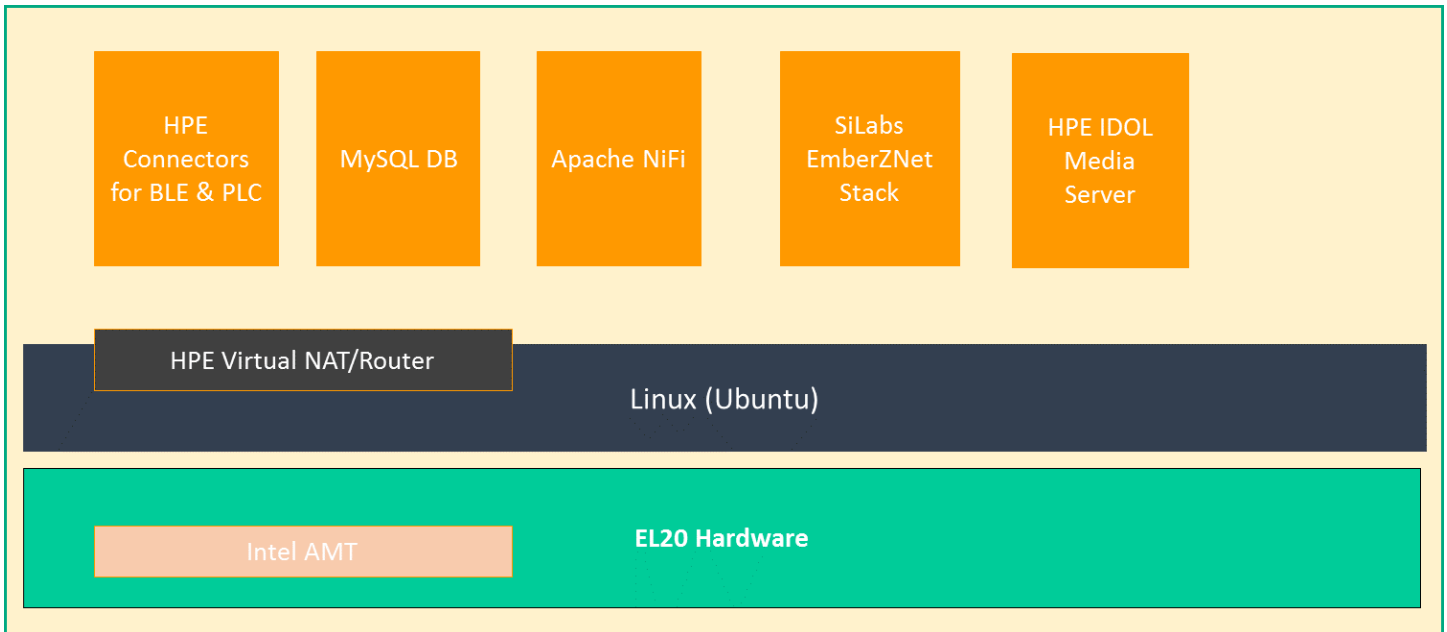 HPE
Connectors
for BLE & PLC
MySQL DB
Apache NiFi
SiLabs
EmberZNet
Stack
HPE IDOL
Media
Server
HPE Virtual NAT/Router
Linux (Ubuntu)
EL20 Hardware
Intel AMT